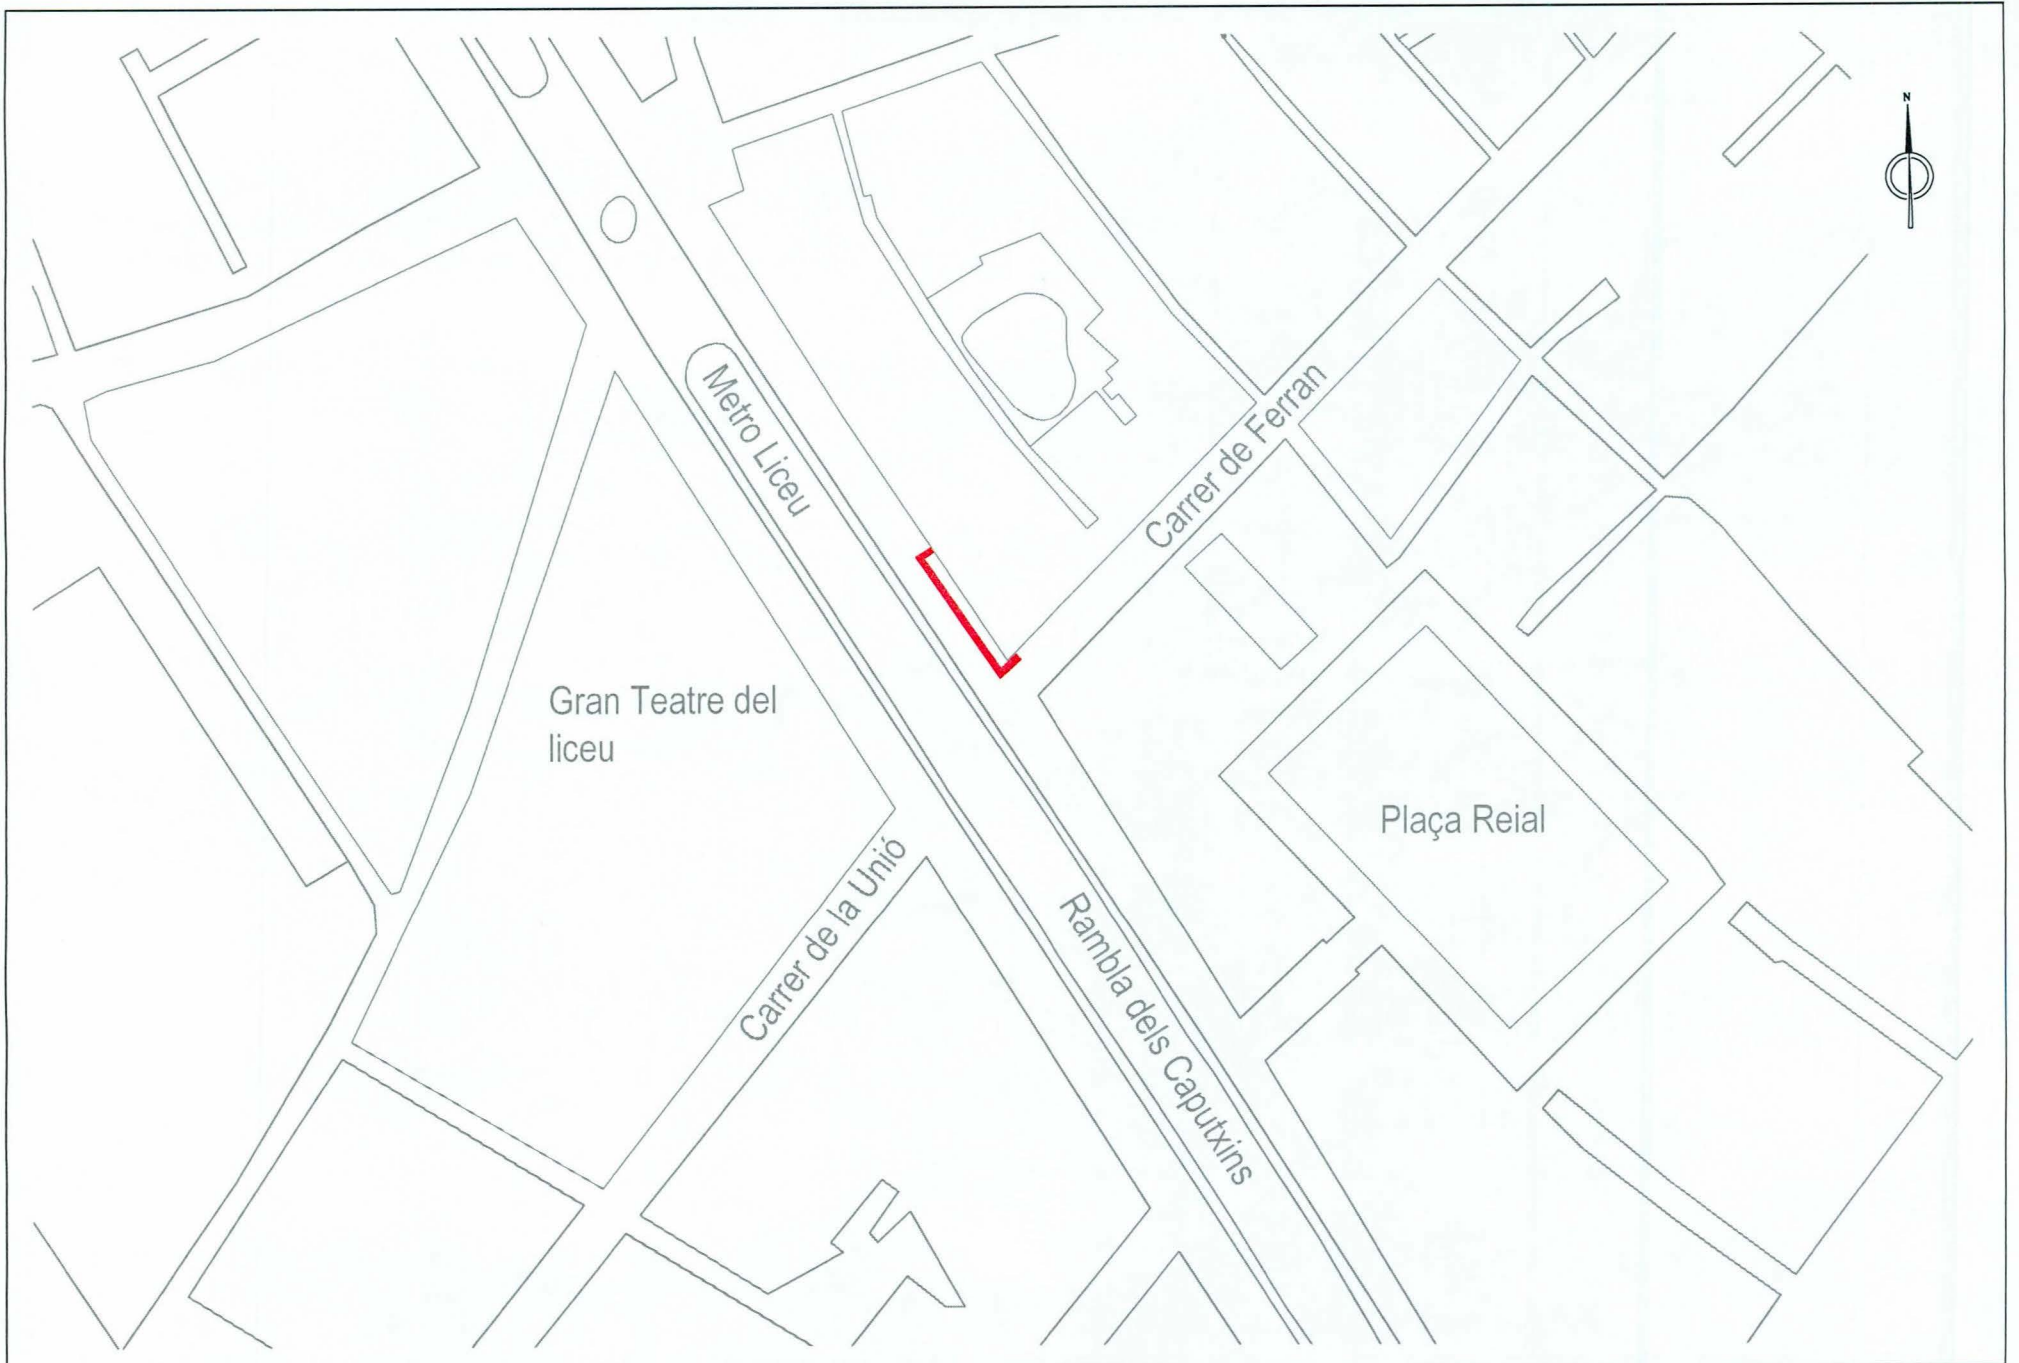 N
Metro Liceu
Carrer de Ferran
Gran Teatre del
liceu
Plaça Reial
Carrer de la Unió
Rambla dels Caputxins